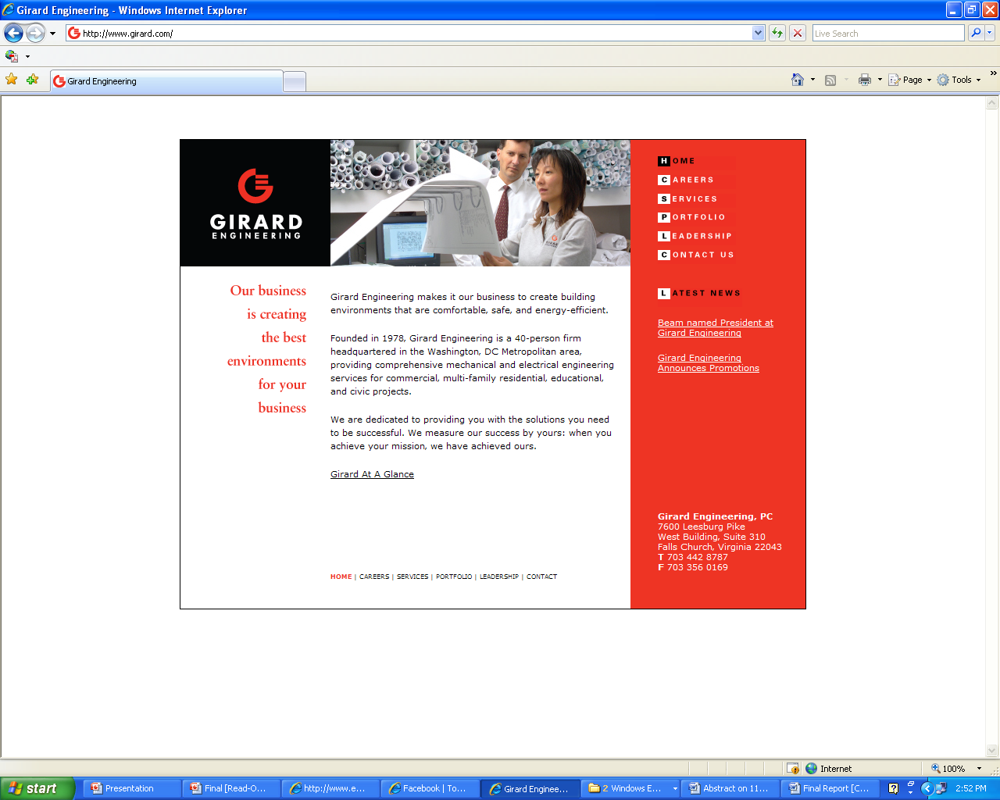 Girard Engineering - Windows Internet Explorer
http://www.girard.com/
Live Search
Girard Engineering
Page
Tools
GIRARD
ENGINEERING
GIRARD
HOME
CAREERS
SERVICES
PORTFOLIO
LEADERSHIP
CONTACT US
LATEST NEWS
Beam named President at
Girard Engineering
Girard Engineering
Announces Promotions
Our business
is creating
the best
environments
for your
business
Girard Engineering makes it our business to create building
environments that are comfortable, safe, and energy-efficient.
Founded in 1978, Girard Engineering is a 40-person firm
headquartered in the Washington, DC Metropolitan area,
providing comprehensive mechanical and electrical engineering
services for commercial, multi-family residential, educational,
and civic projects.
We are dedicated to providing you with the solutions you need
to be successful. We measure our success by yours: when you
achieve your mission, we have achieved ours.
Girard At A Glance
Girard Engineering, PC
7600 Leesburg Pike
West Building, Suite 310
Falls Church, Virginia 22043
T 703 442 8787
F 703 356 0169
HOME | CAREERS | SERVICES | PORTFOLIO | LEADERSHIP | CONTACT
Internet
100%
start
Presentation
Final [Read-O...
http://www.e...
Facebook | To...
Girard Enginee...
2 Windows E...
Abstract on 11...
Final Report [C...
2:52 PM